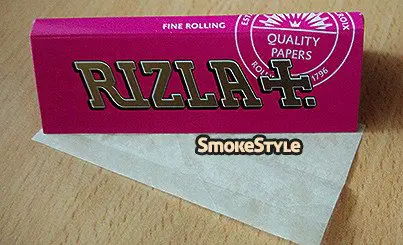 FINE ROLLING
QUALITY
PAPERS
1796
RIZLA+.
SmokeStyle